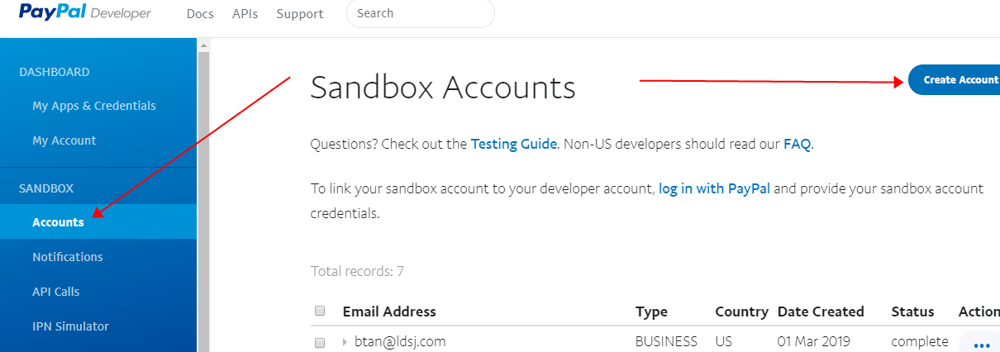 PayPal Developer
Docs APIs Support Search
DASHBOARD
My Apps & Credentials
My Account
SANDBOX
Accounts
Notifications
API Calls
IPN Simulator
Sandbox Accounts
Create Account
Questions? Check out the Testing Guide. Non-US developers should read our FAQ.
To link your sandbox account to your developer account, log in with PayPal and provide your sandbox account
credentials.
Total records: 7
Email Address Type Country Date Created Status Action
btan@ldsj.com BUSINESS US 01 Mar 2019 complete